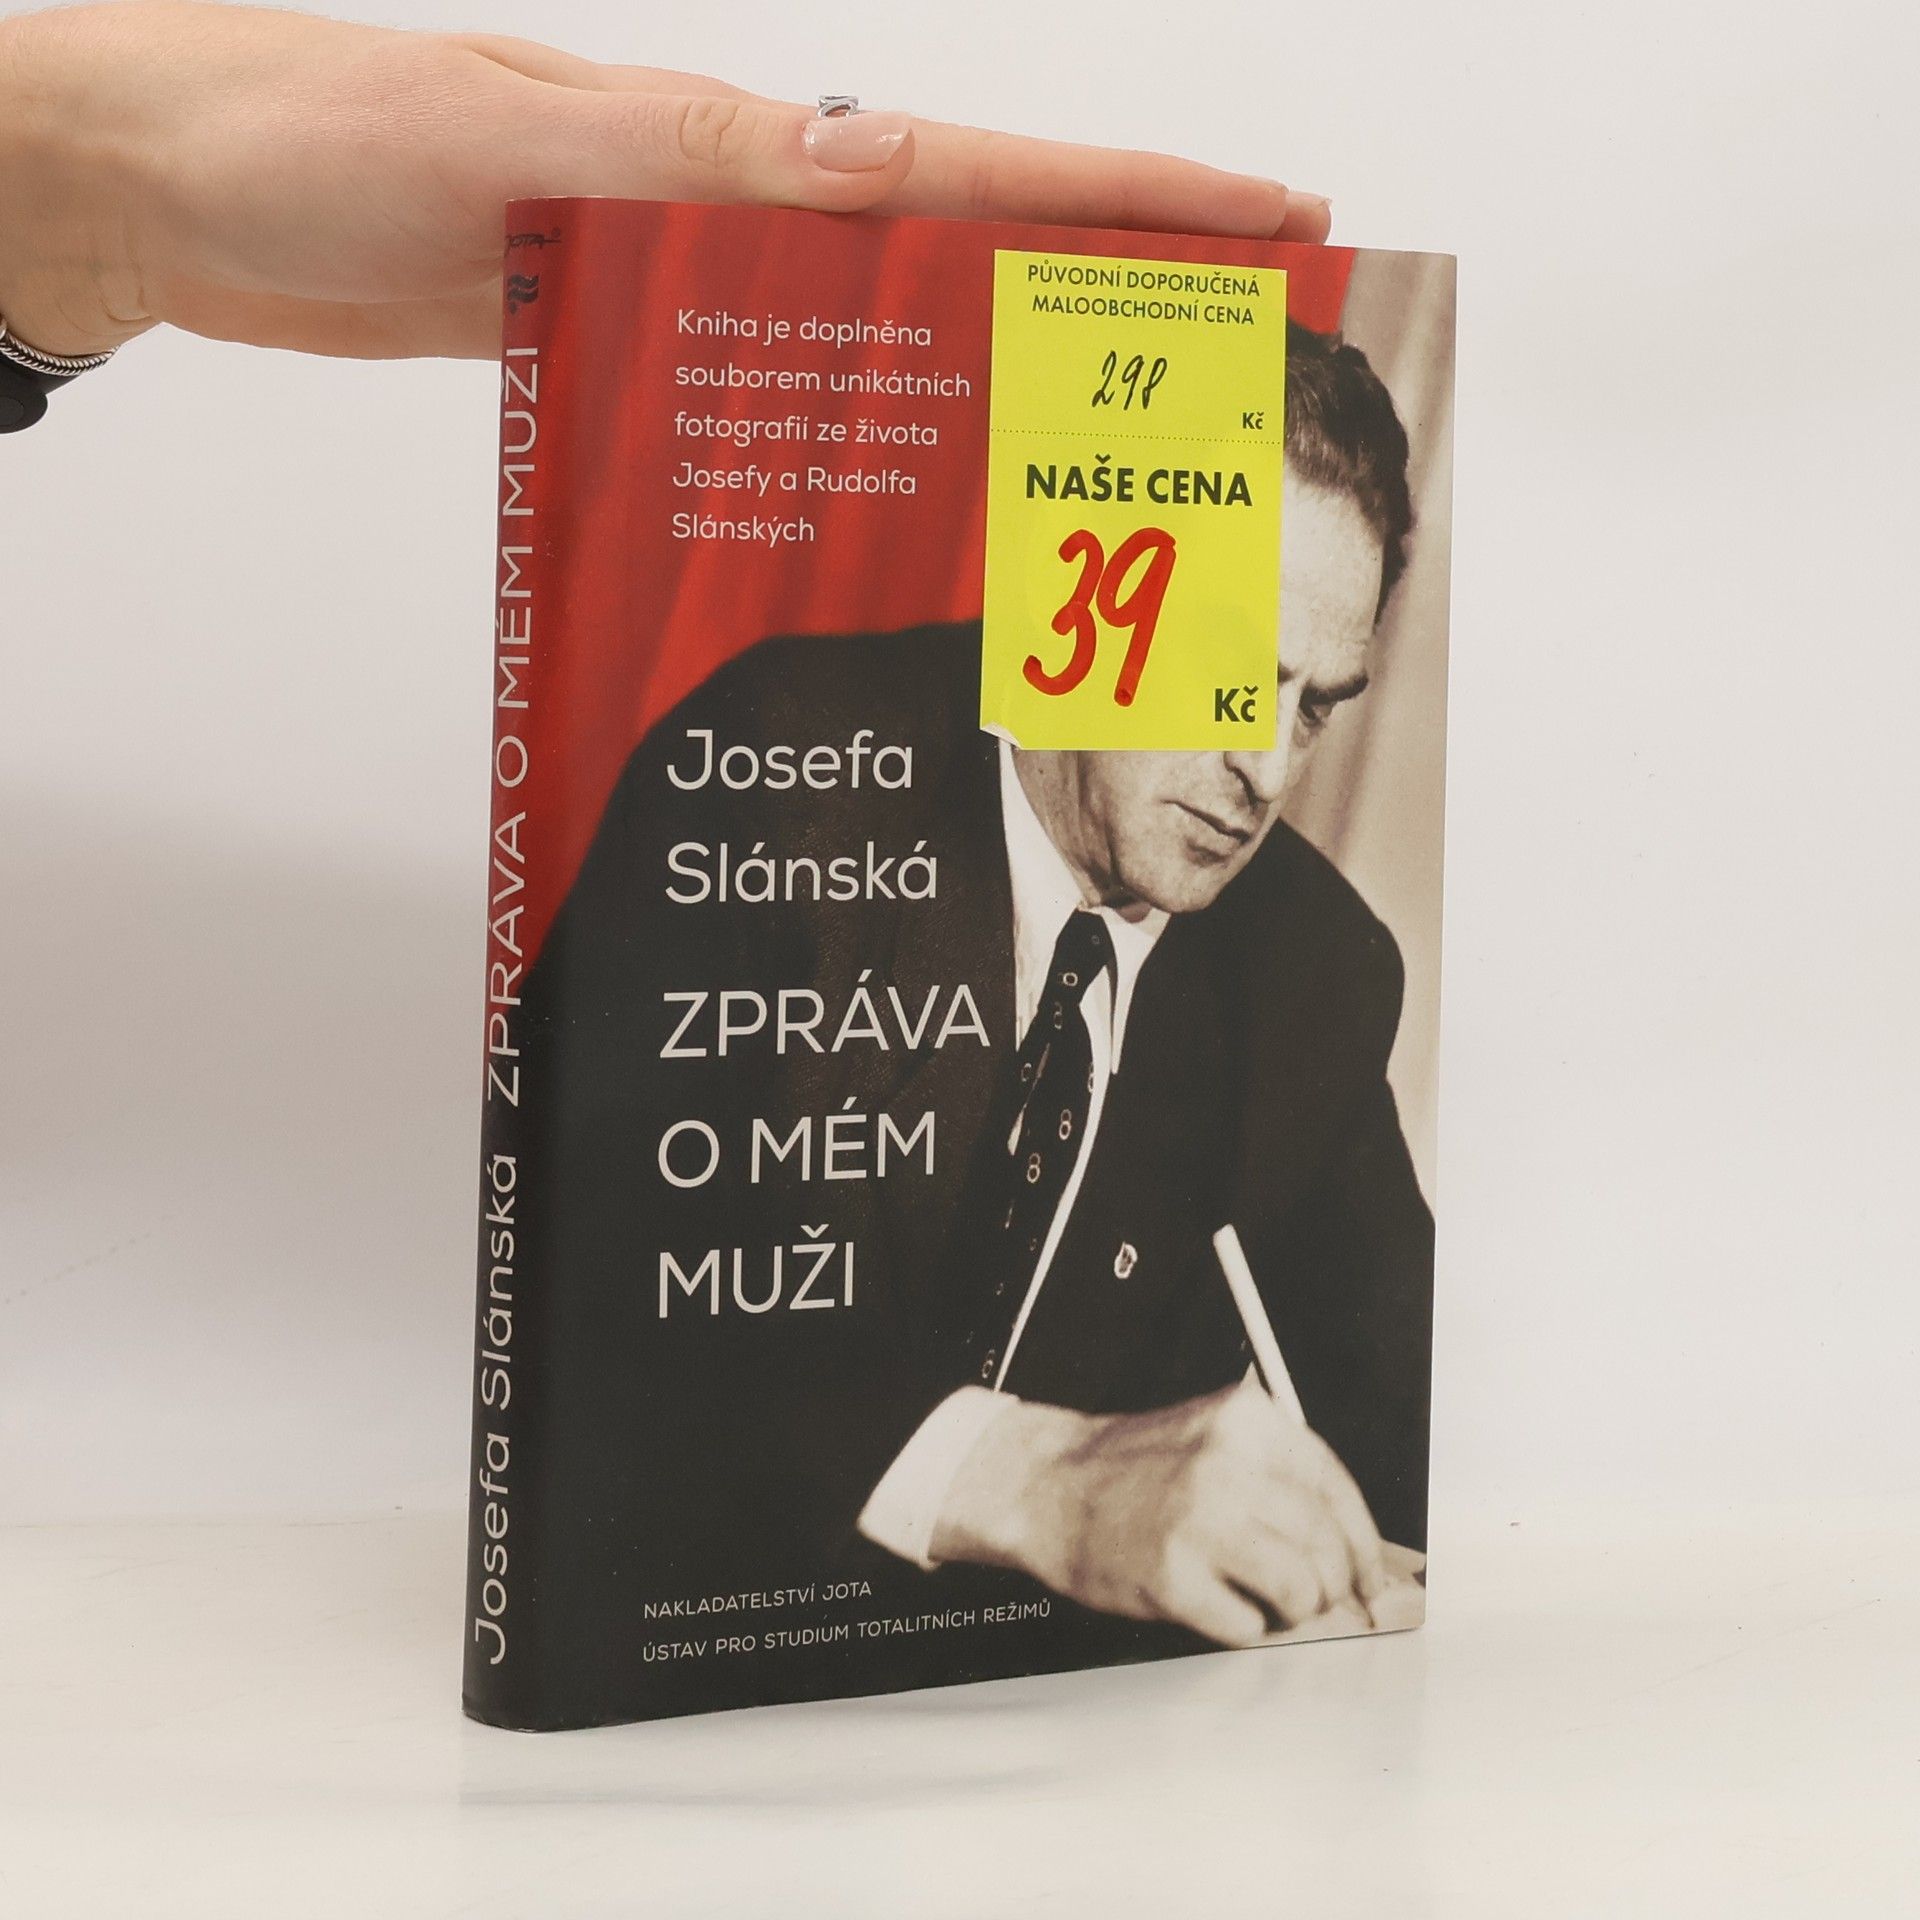 JOTA
Josefa Slánská ZPRÁVA O MÉM MUŽI
Kniha je doplněna
souborem unikátních
fotografií ze života
Josefy a Rudolfa
Slánských
PŮVODNÍ DOPORUČENÁ
MALOOBCHODNÍ CENA
298
Kč
NAŠE CENA
39
Kč
Josefa
Slánská
ZPRÁVA
O MÉM
MUŽI
NAKLADATELSTVÍ JOTA
ÚSTAV PRO STUDIUM TOTALITNÍCH REŽIMŮ